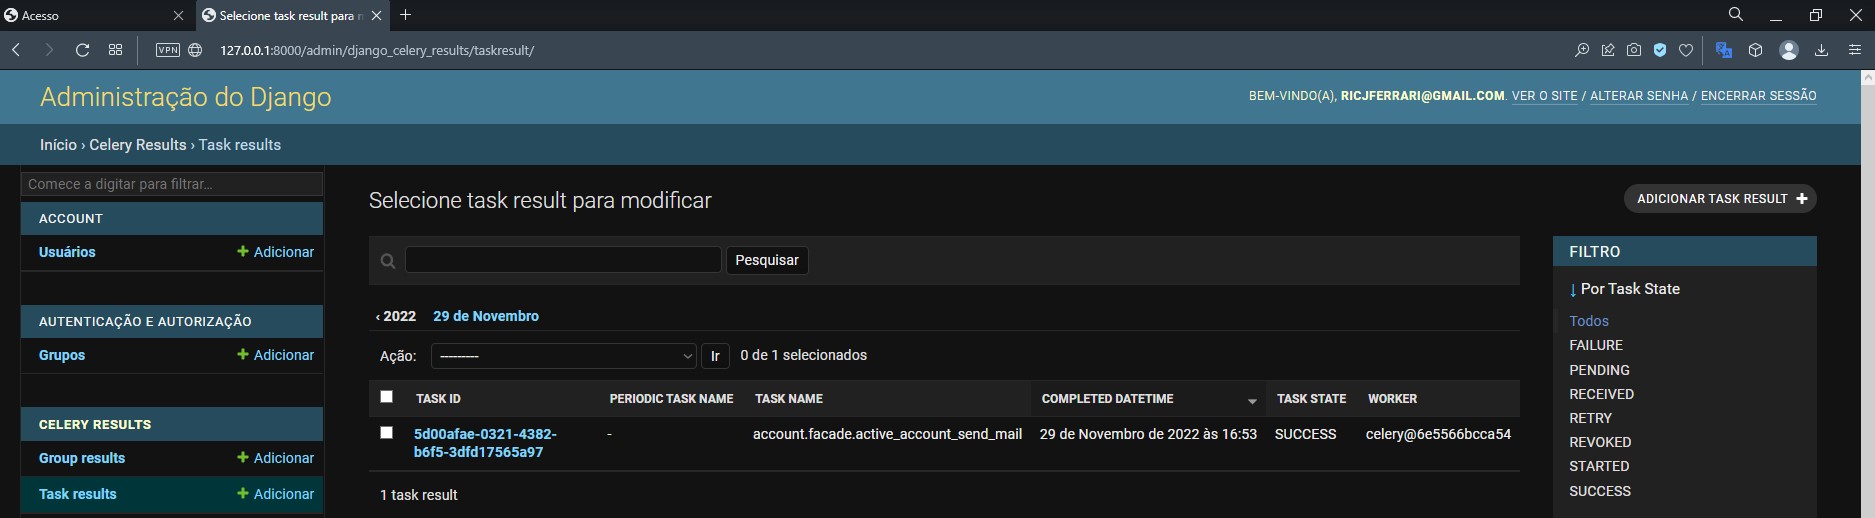 Acesso
Selecione task result para n
VPN
127.0.0.1:8000/admin/django_celery_results/taskresult/
Administração do Django
BEM-VINDO(A), RICJFERRARI@GMAIL.COM. VER O SITE / ALTERAR SENHA / ENCERRAR SESSÃO
Início › Celery Results › Task results
Comece a digitar para filtrar…
ACCOUNT
Usuários
Adicionar
AUTENTICAÇÃO E AUTORIZAÇÃO
Grupos
Adicionar
CELERY RESULTS
Group results
Adicionar
Task results
Adicionar
Selecione task result para modificar
ADICIONAR TASK RESULT
Pesquisar
‹ 2022 29 de Novembro
Ação: --------- Ir 0 de 1 selecionados
TASK ID PERIODIC TASK NAME TASK NAME COMPLETED DATETIME TASK STATE WORKER
5d00afae-0321-4382- - account.facade.active_account_send_mail 29 de Novembro de 2022 às 16:53 SUCCESS celery@6e5566bcca54
b6f5-3dfd17565a97
1 task result
FILTRO
↓ Por Task State
Todos
FAILURE
PENDING
RECEIVED
RETRY
REVOKED
STARTED
SUCCESS